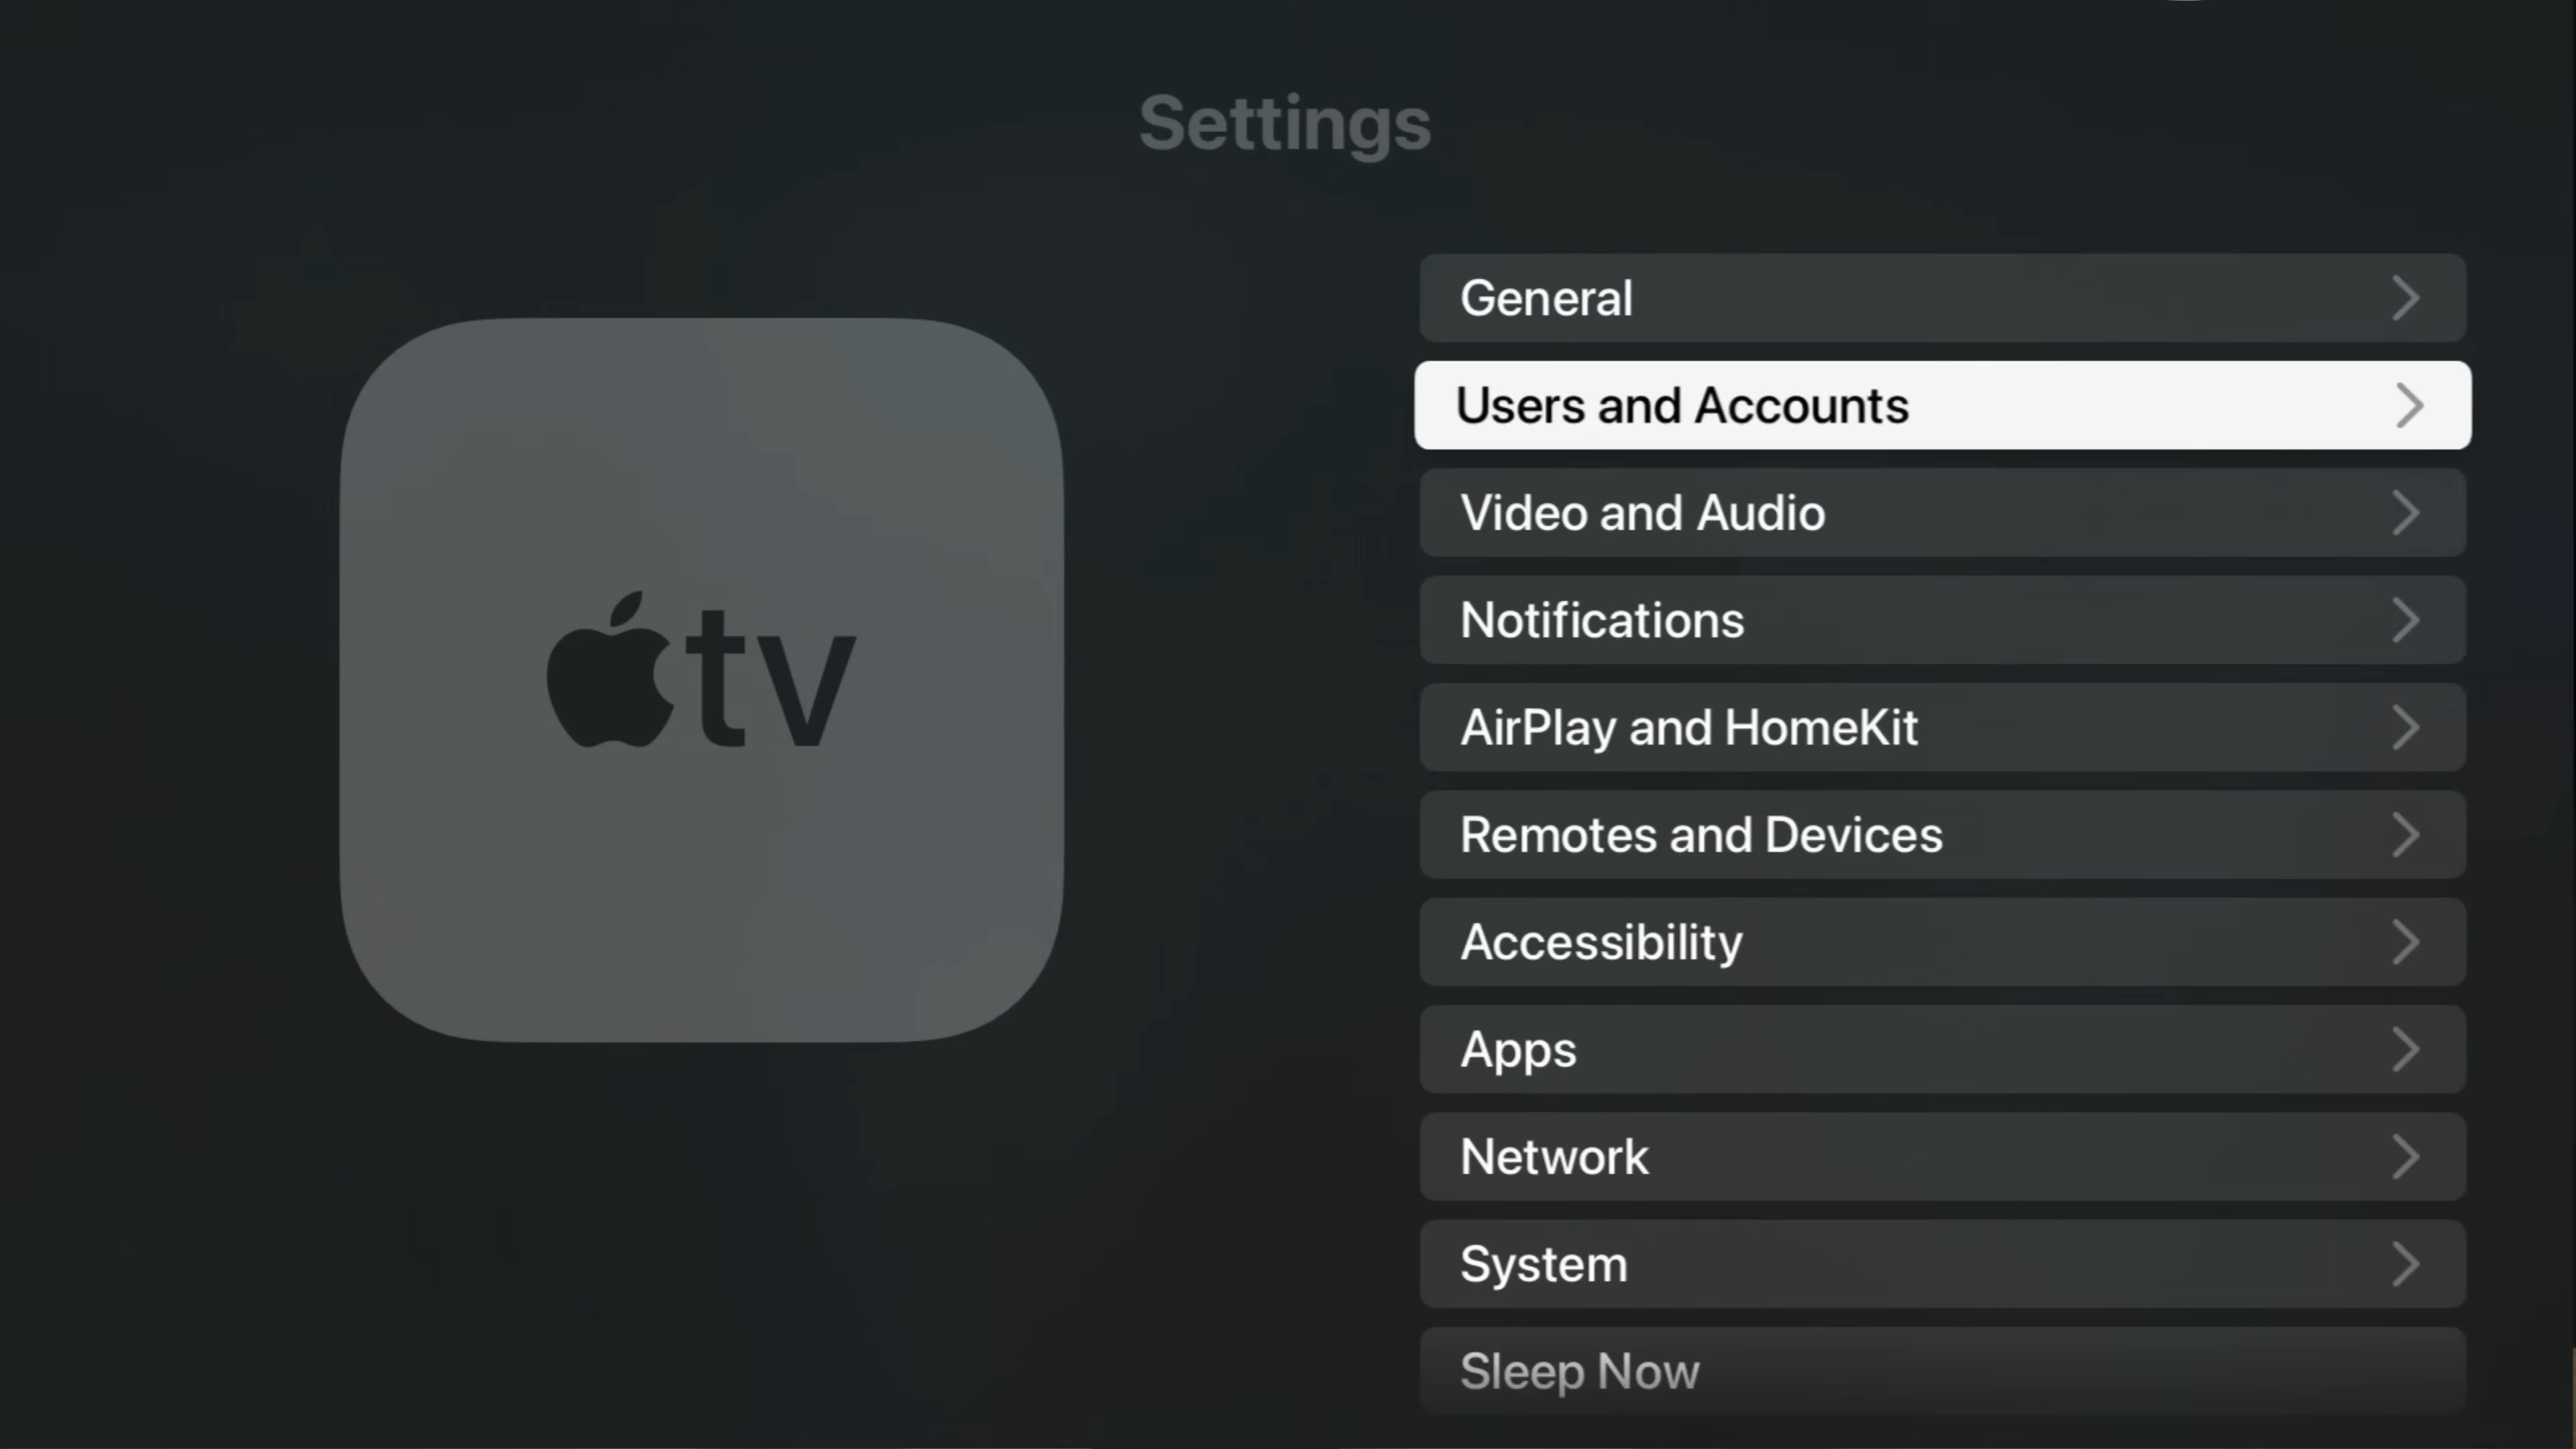 Settings
General
Users and Accounts
tv
Video and Audio
Notifications
AirPlay and HomeKit
Remotes and Devices
Accessibility
Apps
Network
System
Sleep Now